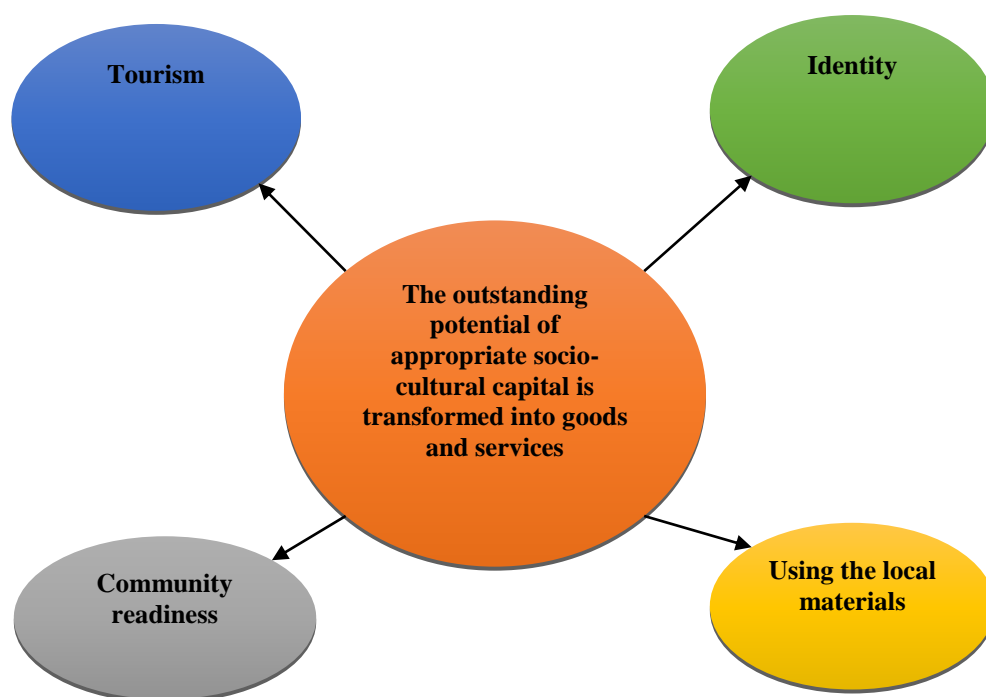 Tourism
Identity
The outstanding
potential of
appropriate socio-
cultural capital is
transformed into goods
and services
Community
readiness
Using the local
materials